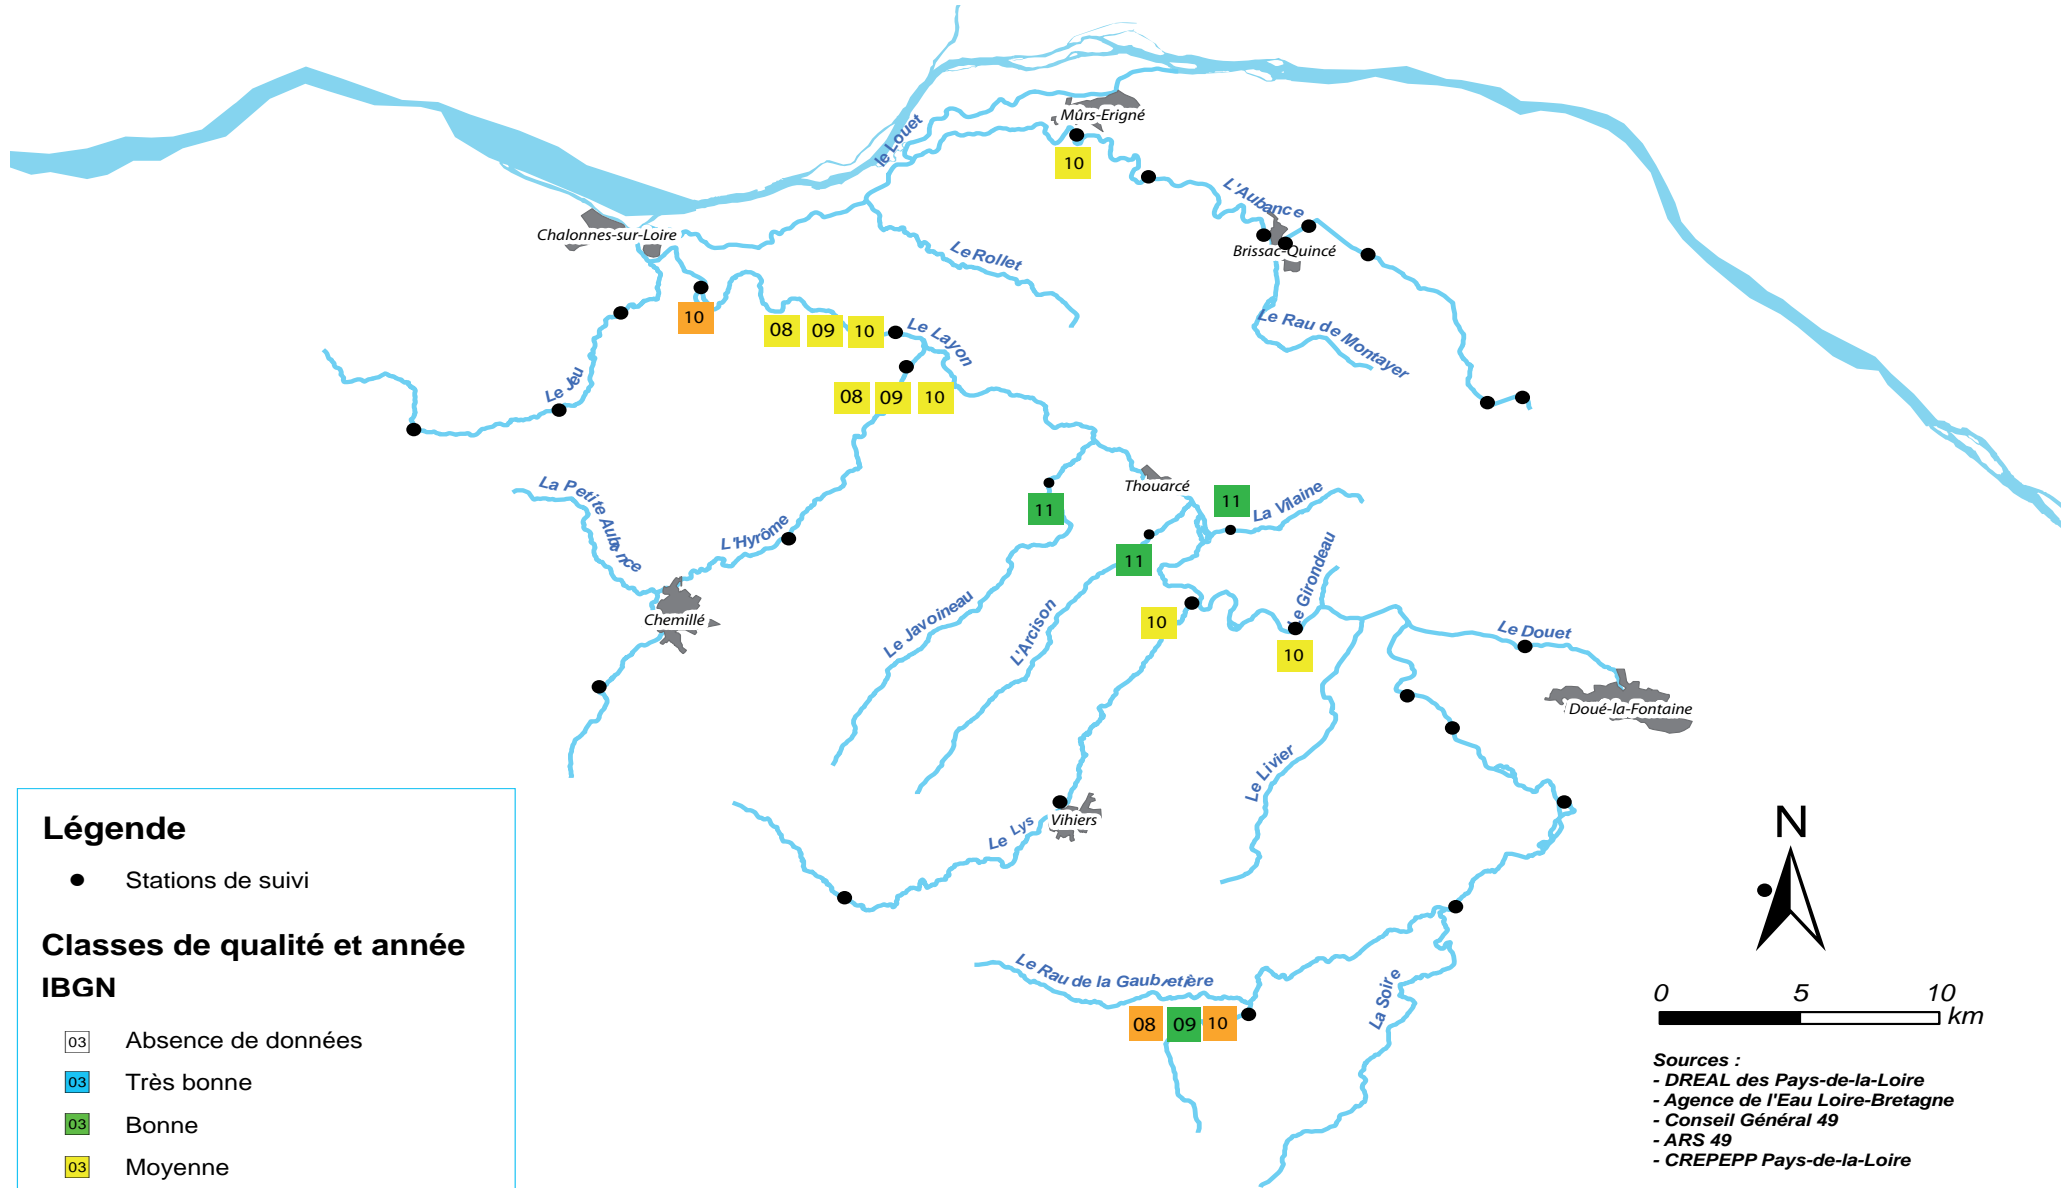 Mûrs-Erigné
le Louet
10
L'Aubance
Chalonnes-sur-Loire
Brissac-Quincé
Le Rollet
10
08 09 10
Le Layon
Le Rau de Montayer
Le Jeu
08 09 10
Thouarcé
La Petite Aubance
11
11
La Vilaine
L'Hyrôme
11
Le Girondeau
Chemillé
Le Javoineau
L'Arcison
10
10
Le Douet
Doué-la-Fontaine
Le Livier
Vihiers
Le Lys
Le Rau de la Gaubretière
La Soire
08 09 10
Légende
Stations de suivi
Classes de qualité et année
IBGN
03 Absence de données
03 Très bonne
03 Bonne
03 Moyenne
N
0 5 10
km
Sources :
- DREAL des Pays-de-la-Loire
- Agence de l'Eau Loire-Bretagne
- Conseil Général 49
- ARS 49
- CREPEPP Pays-de-la-Loire